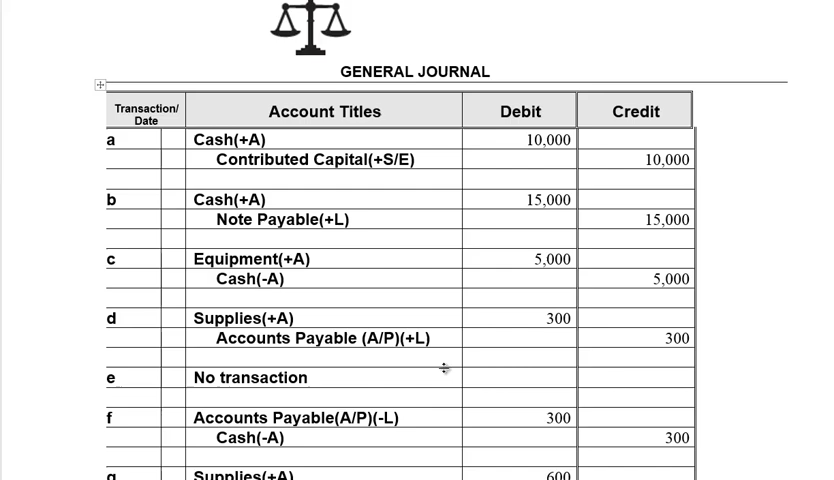 GENERAL JOURNAL
Transaction/ Account Titles Debit Credit
Date
a Cash(+A) 10,000
Contributed Capital(+S/E) 10,000
b Cash(+A) 15,000
Note Payable(+L) 15,000
c Equipment(+A) 5,000
Cash(-A) 5,000
d Supplies(+A) 300
Accounts Payable (A/P)(+L) 300
e No transaction
f Accounts Payable(A/P)(-L) 300
Cash(-A) 300
g Supplies(+A) 600